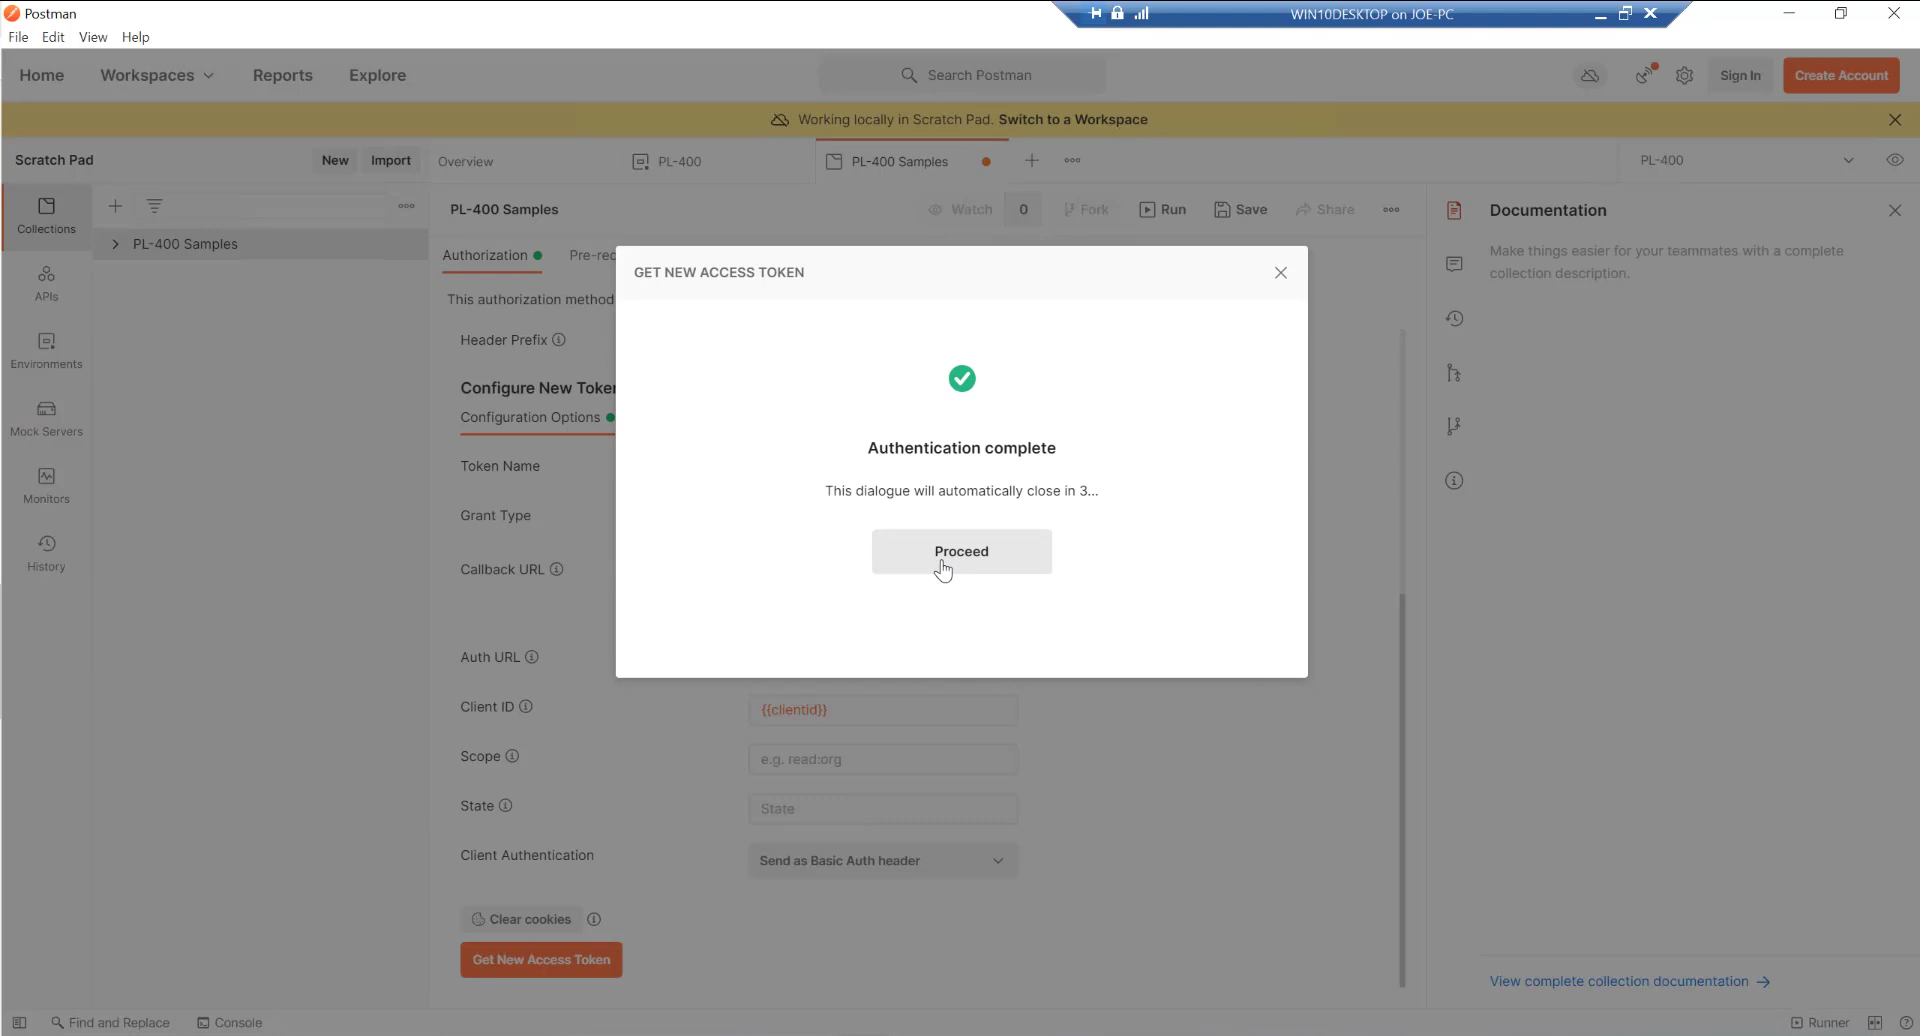 Postman
WIN10DESKTOP on JOE-PC
File Edit View Help
Home Workspaces Reports Explore
Search Postman
Sign In
Create Account
Working locally in Scratch Pad. Switch to a Workspace
Scratch Pad
New Import
Overview
PL-400
PL-400 Samples
PL-400
Collections
PL-400 Samples
APIs
Environments
Mock Servers
Monitors
History
PL-400 Samples
Watch 0 Fork Run Save Share
Authorization Pre-req
This authorization method
Header Prefix
Configure New Token
Configuration Options
Token Name
Grant Type
Callback URL
Auth URL
Client ID
{{clientid}}
Scope
e.g. read:org
State
State
Client Authentication
Send as Basic Auth header
Clear cookies
Get New Access Token
GET NEW ACCESS TOKEN
Authentication complete
This dialogue will automatically close in 3...
Proceed
Documentation
Make things easier for your teammates with a complete
collection description.
View complete collection documentation →
Find and Replace Console
Runner